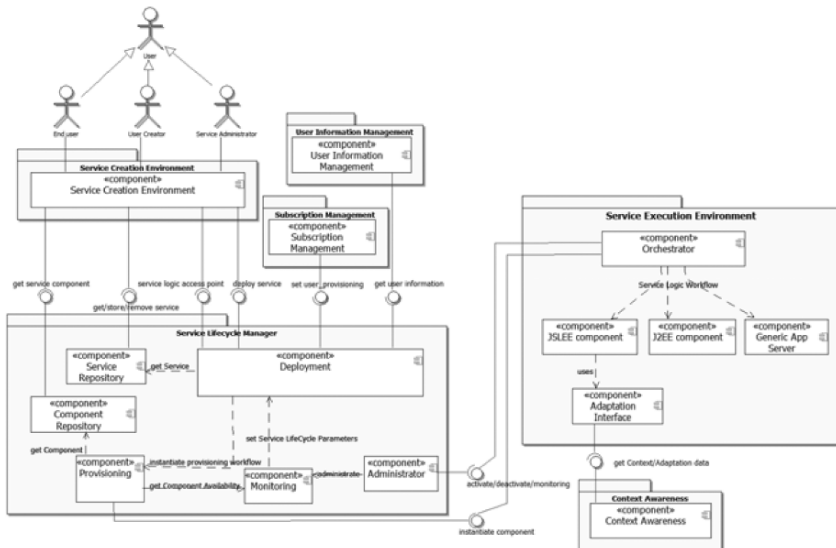 User
End user
User Creator
Service Administrator
User Information Management
«component»
User Information
Management
Service Creation Environment
«component»
Service Creation Environment
Subscription Management
«component»
Subscription
Management
Service Execution Environment
«component»
Orchestrator
get service component
service logic access point
deploy service
set user_provisioning
get user information
get/store/remove service
Service Logic Workflow
Service Lifecycle Manager
«component»
JSLEE component
«component»
J2EE component
«component»
Generic App
Server
«component»
Service
Repository
get Service
«component»
Deployment
uses
«component»
Component
Repository
«component»
Adaptation
Interface
set Service LifeCycle Parameters
get Component
instantiate provisioning workflow
«component»
Provisioning
get Component Availability
«component»
Monitoring
administrate
«component»
Administrator
get Context/Adaptation data
activate/deactivate/monitoring
Context Awareness
«component»
Context Awareness
instantiate component